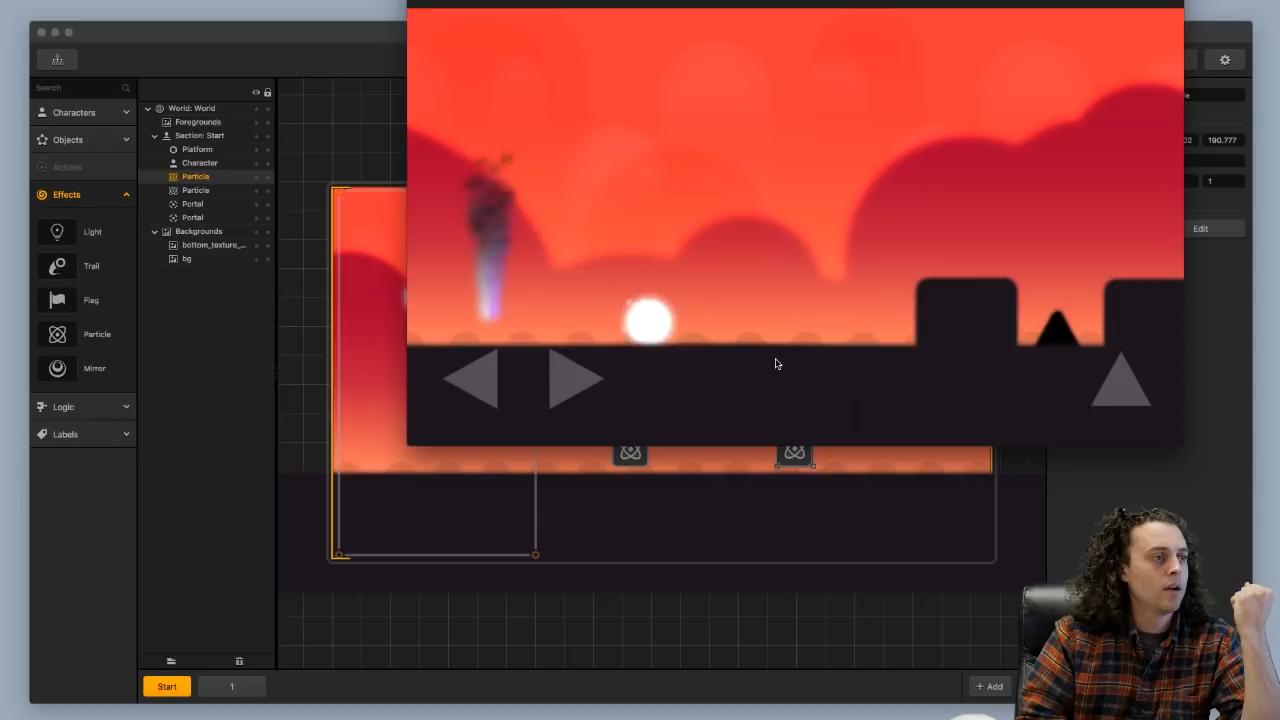 Search
Characters
Objects
Actions
Effects
Light
Trail
Flag
Particle
Mirror
Logic
Labels
World: World
Foregrounds
Section: Start
Platform
Character
Particle
Particle
Portal
Portal
Backgrounds
bottom_texture_...
bg
190.777
1
Edit
Start
1
+ Add